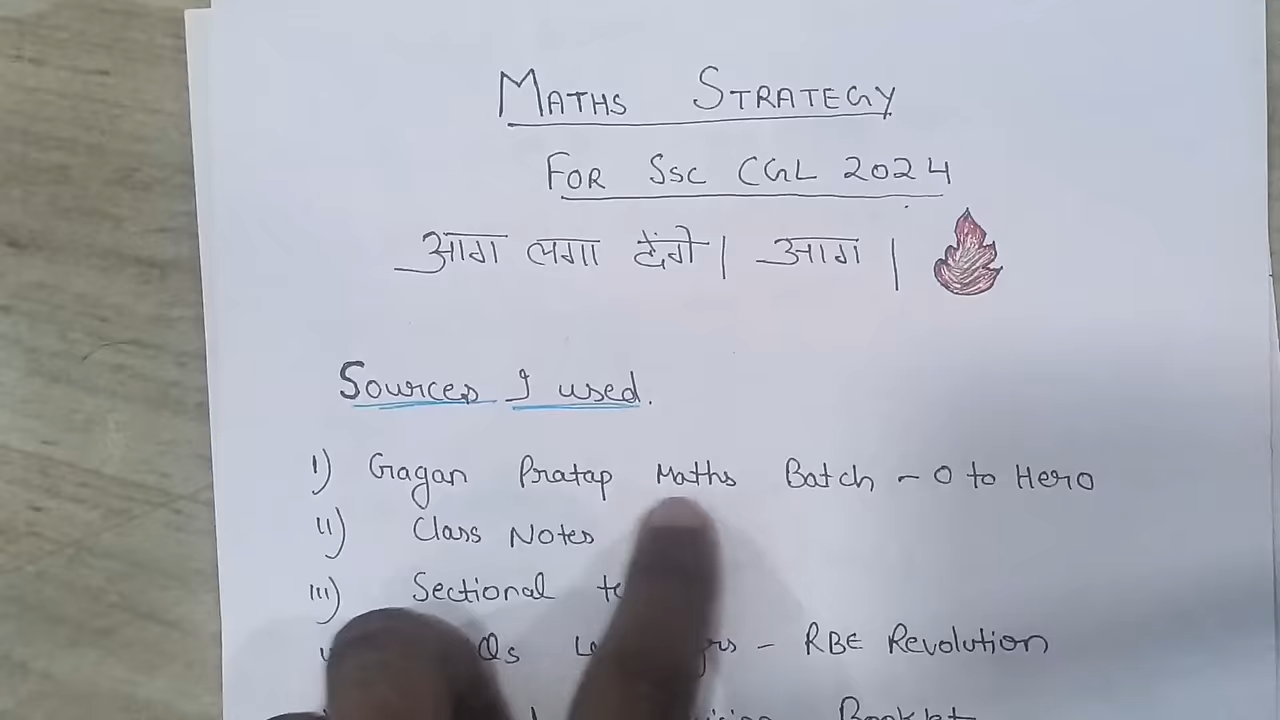 MATHS STRATEGY
FOR SSC CGL 2024
आग लगा देंगे। आग।
Sources I used.
I) Gagan Pratap Maths Batch - 0 to Hero
II) Class Notes
III) Sectional
- RBE Revolution
Booklet